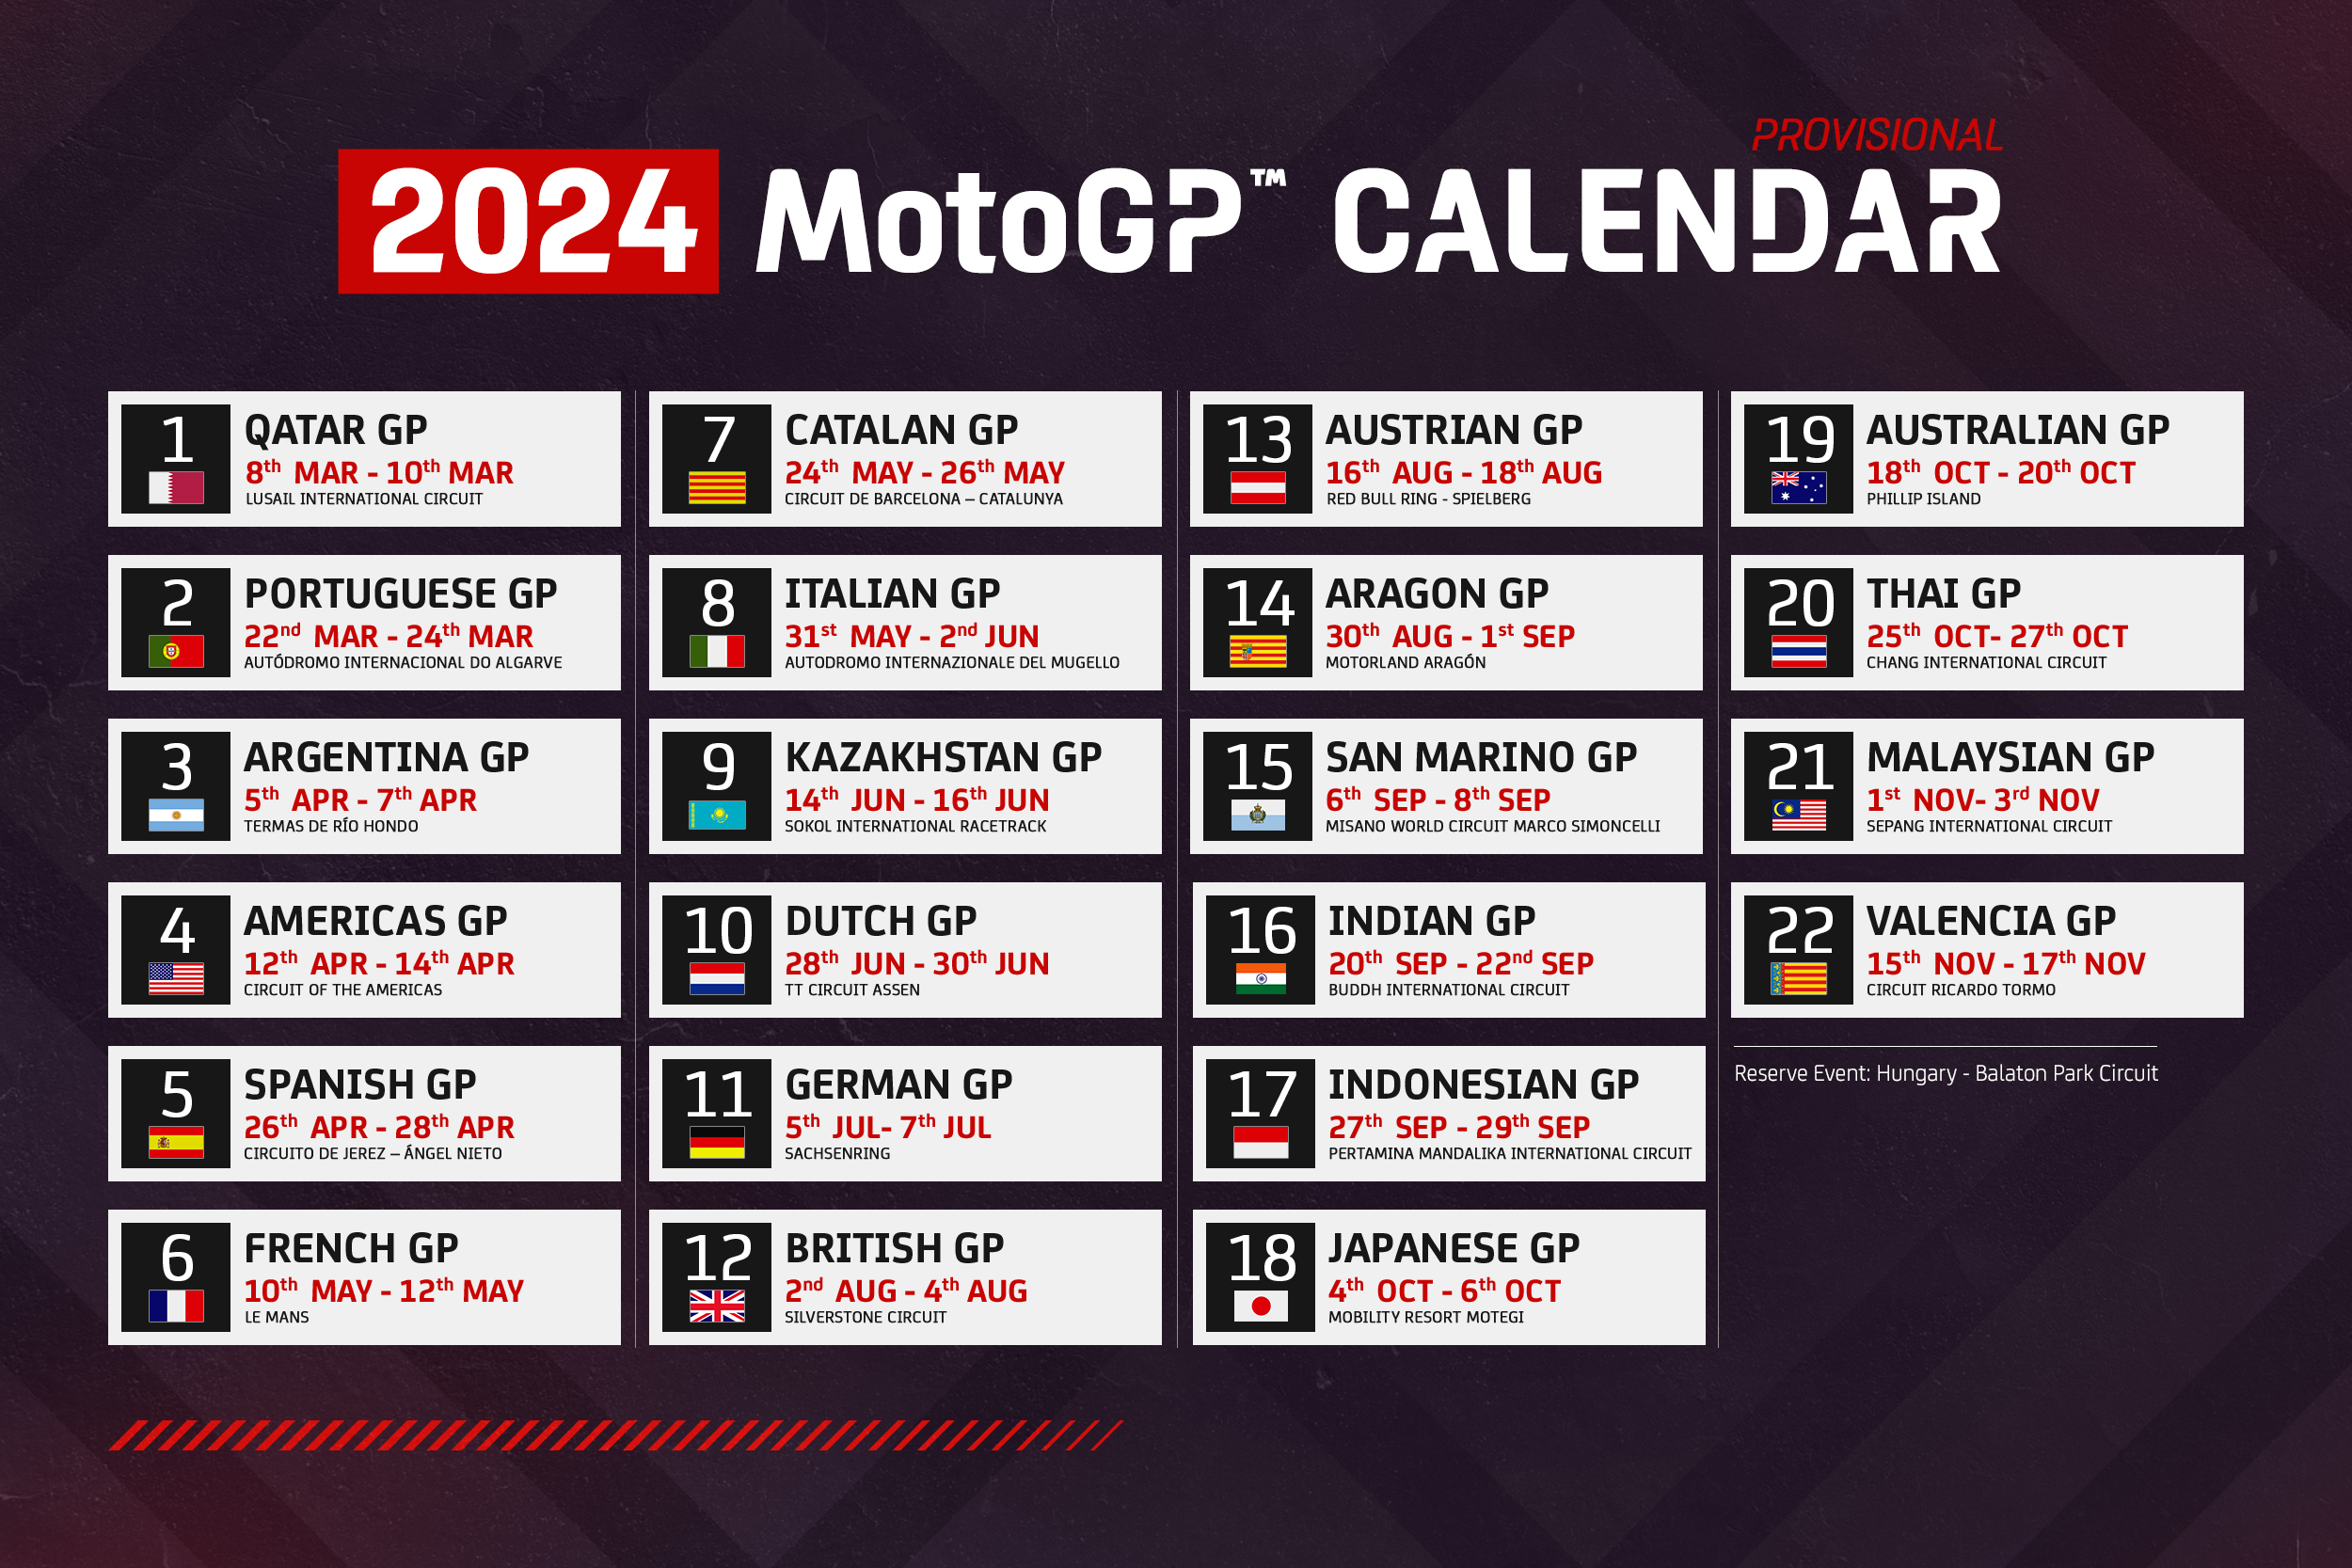 PROVISIONAL
2024 MotoGP™ CALENDAR
1
QATAR GP
8th MAR - 10th MAR
LUSAIL INTERNATIONAL CIRCUIT
2
PORTUGUESE GP
22nd MAR - 24th MAR
AUTÓDROMO INTERNACIONAL DO ALGARVE
3
ARGENTINA GP
5th APR - 7th APR
TERMAS DE RÍO HONDO
4
AMERICAS GP
12th APR - 14th APR
CIRCUIT OF THE AMERICAS
5
SPANISH GP
26th APR - 28th APR
CIRCUITO DE JEREZ – ÁNGEL NIETO
6
FRENCH GP
10th MAY - 12th MAY
LE MANS
7
CATALAN GP
24th MAY - 26th MAY
CIRCUIT DE BARCELONA – CATALUNYA
8
ITALIAN GP
31st MAY - 2nd JUN
AUTODROMO INTERNAZIONALE DEL MUGELLO
9
KAZAKHSTAN GP
14th JUN - 16th JUN
SOKOL INTERNATIONAL RACETRACK
10
DUTCH GP
28th JUN - 30th JUN
TT CIRCUIT ASSEN
11
GERMAN GP
5th JUL- 7th JUL
SACHSENRING
12
BRITISH GP
2nd AUG - 4th AUG
SILVERSTONE CIRCUIT
13
AUSTRIAN GP
16th AUG - 18th AUG
RED BULL RING - SPIELBERG
14
ARAGON GP
30th AUG - 1st SEP
MOTORLAND ARAGÓN
15
SAN MARINO GP
6th SEP - 8th SEP
MISANO WORLD CIRCUIT MARCO SIMONCELLI
16
INDIAN GP
20th SEP - 22nd SEP
BUDDH INTERNATIONAL CIRCUIT
17
INDONESIAN GP
27th SEP - 29th SEP
PERTAMINA MANDALIKA INTERNATIONAL CIRCUIT
18
JAPANESE GP
4th OCT - 6th OCT
MOBILITY RESORT MOTEGI
19
AUSTRALIAN GP
18th OCT - 20th OCT
PHILLIP ISLAND
20
THAI GP
25th OCT- 27th OCT
CHANG INTERNATIONAL CIRCUIT
21
MALAYSIAN GP
1st NOV- 3rd NOV
SEPANG INTERNATIONAL CIRCUIT
22
VALENCIA GP
15th NOV - 17th NOV
CIRCUIT RICARDO TORMO
Reserve Event: Hungary - Balaton Park Circuit